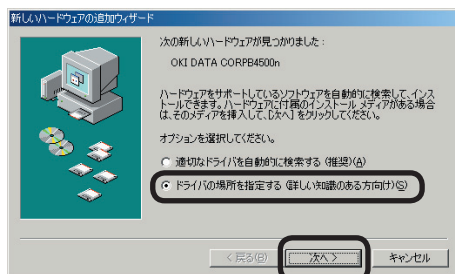 新しいハードウェアの追加ウィザード
次の新しいハードウェアが見つかりました：
OKI DATA CORPB4500n
ハードウェアをサポートしているソフトウェアを自動的に検索して、インス
トールできます。ハードウェアに付属のインストール メディアがある場合
は、そのメディアを挿入して、[次へ] をクリックしてください。
オプションを選択してください。
適切なドライバを自動的に検索する (推奨)(A)
ドライバの場所を指定する (詳しい知識のある方向け)(S)
< 戻る(B)
次へ >
キャンセル